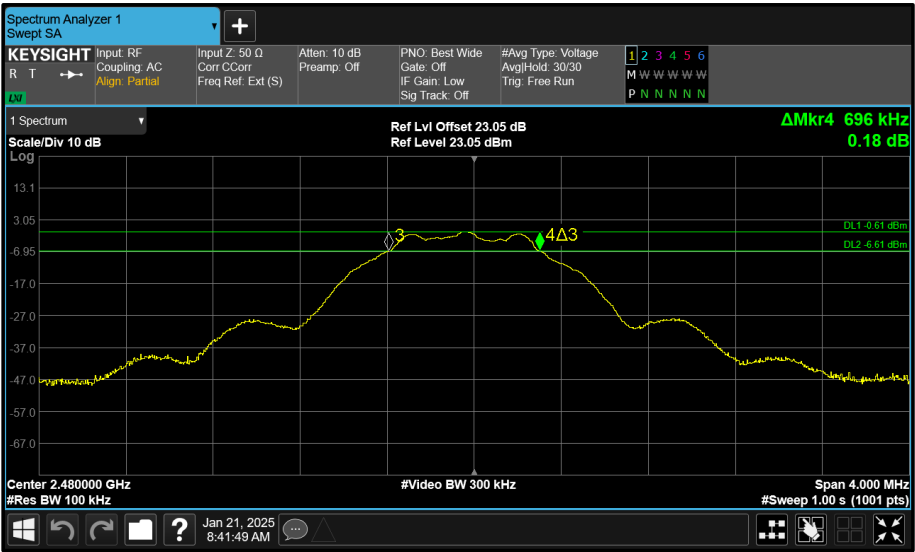 Spectrum Analyzer 1
Swept SA
▼
+
KEYSIGHT
R T
LXI
Input: RF
Coupling: AC
Align: Partial
Input Z: 50 Ω
Corr CCorr
Freq Ref: Ext (S)
Atten: 10 dB
Preamp: Off
PNO: Best Wide
Gate: Off
IF Gain: Low
Sig Track: Off
#Avg Type: Voltage
Avg|Hold: 30/30
Trig: Free Run
1 2 3 4 5 6
M W W W W W
P N N N N N
1 Spectrum ▼
Scale/Div 10 dB
Ref Lvl Offset 23.05 dB
Ref Level 23.05 dBm
ΔMkr4 696 kHz
0.18 dB
Log
13.1
3.05
-6.95
-17.0
-27.0
-37.0
-47.0
-57.0
-67.0
3
4Δ3
DL1 -0.61 dBm
DL2 -6.61 dBm
Center 2.480000 GHz
#Res BW 100 kHz
#Video BW 300 kHz
Span 4.000 MHz
#Sweep 1.00 s (1001 pts)
?
Jan 21, 2025
8:41:49 AM